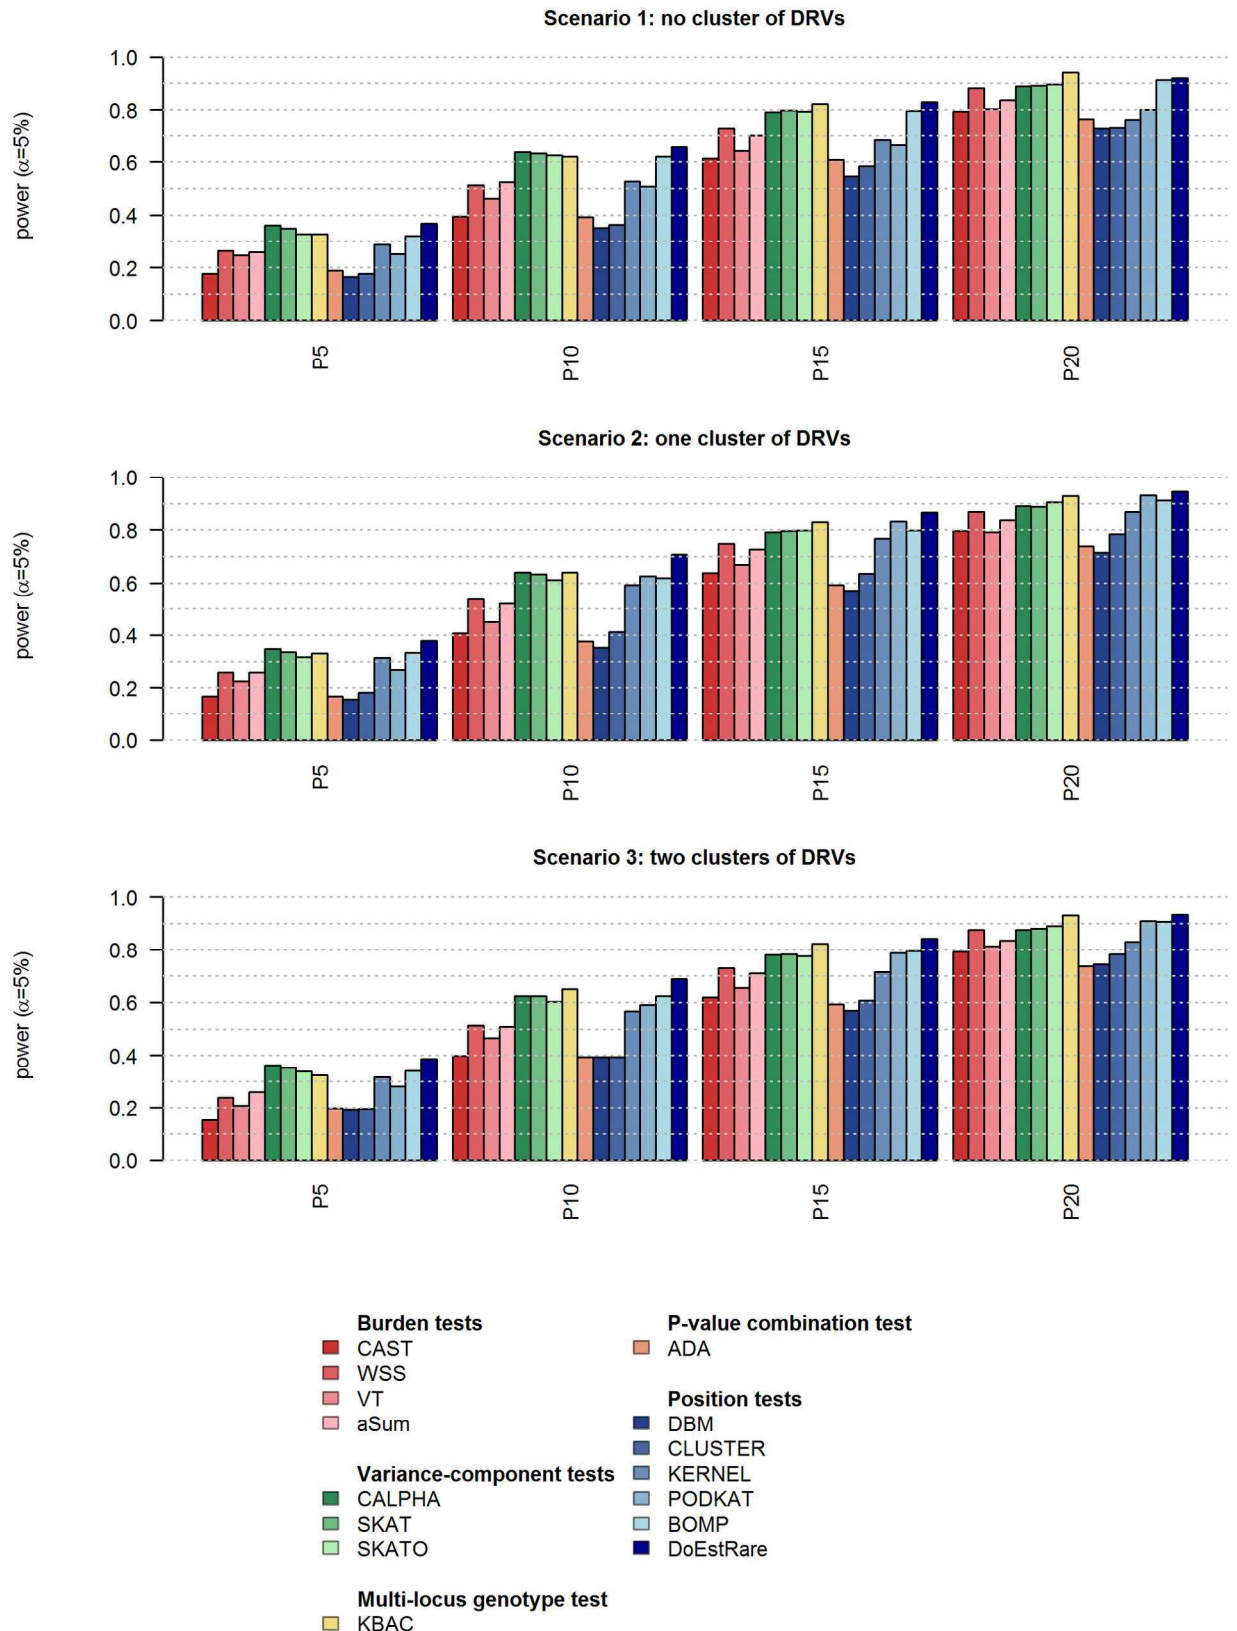 Scenario 1: no cluster of DRVs
power (α=5%)
1.0
0.8
0.6
0.4
0.2
0.0
P5
P10
P15
P20
Scenario 2: one cluster of DRVs
power (α=5%)
1.0
0.8
0.6
0.4
0.2
0.0
P5
P10
P15
P20
Scenario 3: two clusters of DRVs
power (α=5%)
1.0
0.8
0.6
0.4
0.2
0.0
P5
P10
P15
P20
Burden tests
CAST
WSS
VT
aSum
Variance-component tests
CALPHA
SKAT
SKATO
Multi-locus genotype test
KBAC
P-value combination test
ADA
Position tests
DBM
CLUSTER
KERNEL
PODKAT
BOMP
DoEstRare